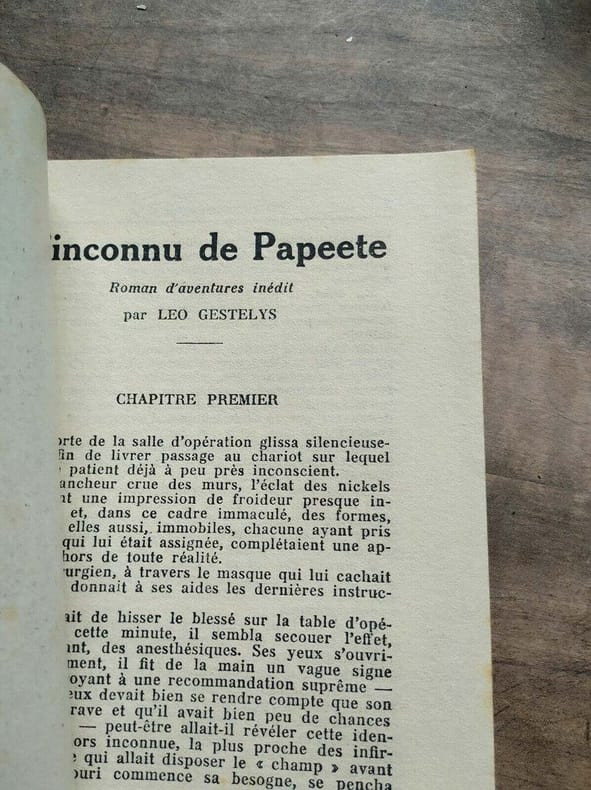 inconnu de Papeete
Roman d'aventures inédit
par LEO GESTELYS
CHAPITRE PREMIER
orte de la salle d'opération glissa silencieuse-
fin de livrer passage au chariot sur lequel
patient déjà à peu près inconscient.
ancheur crue des murs, l'éclat des nickels
nt une impression de froideur presque in-
et, dans ce cadre immaculé, des formes,
elles aussi, immobiles, chacune ayant pris
qui lui était assignée, complétaient une ap-
hors de toute réalité.
urgien, à travers le masque qui lui cachait
donnait à ses aides les dernières instruc-
ait de hisser le blessé sur la table d'opé-
cette minute, il sembla secouer l'effet,
ant, des anesthésiques. Ses yeux s'ouvri-
ment, il fit de la main un vague signe
oyant à une recommandation suprême —
eux devait bien se rendre compte que son
rave et qu'il avait bien peu de chances
— peut-être allait-il révéler cette iden-
ors inconnue, la plus proche des infir-
qui allait disposer le « champ » avant
ouri commence sa besogne, se pencha